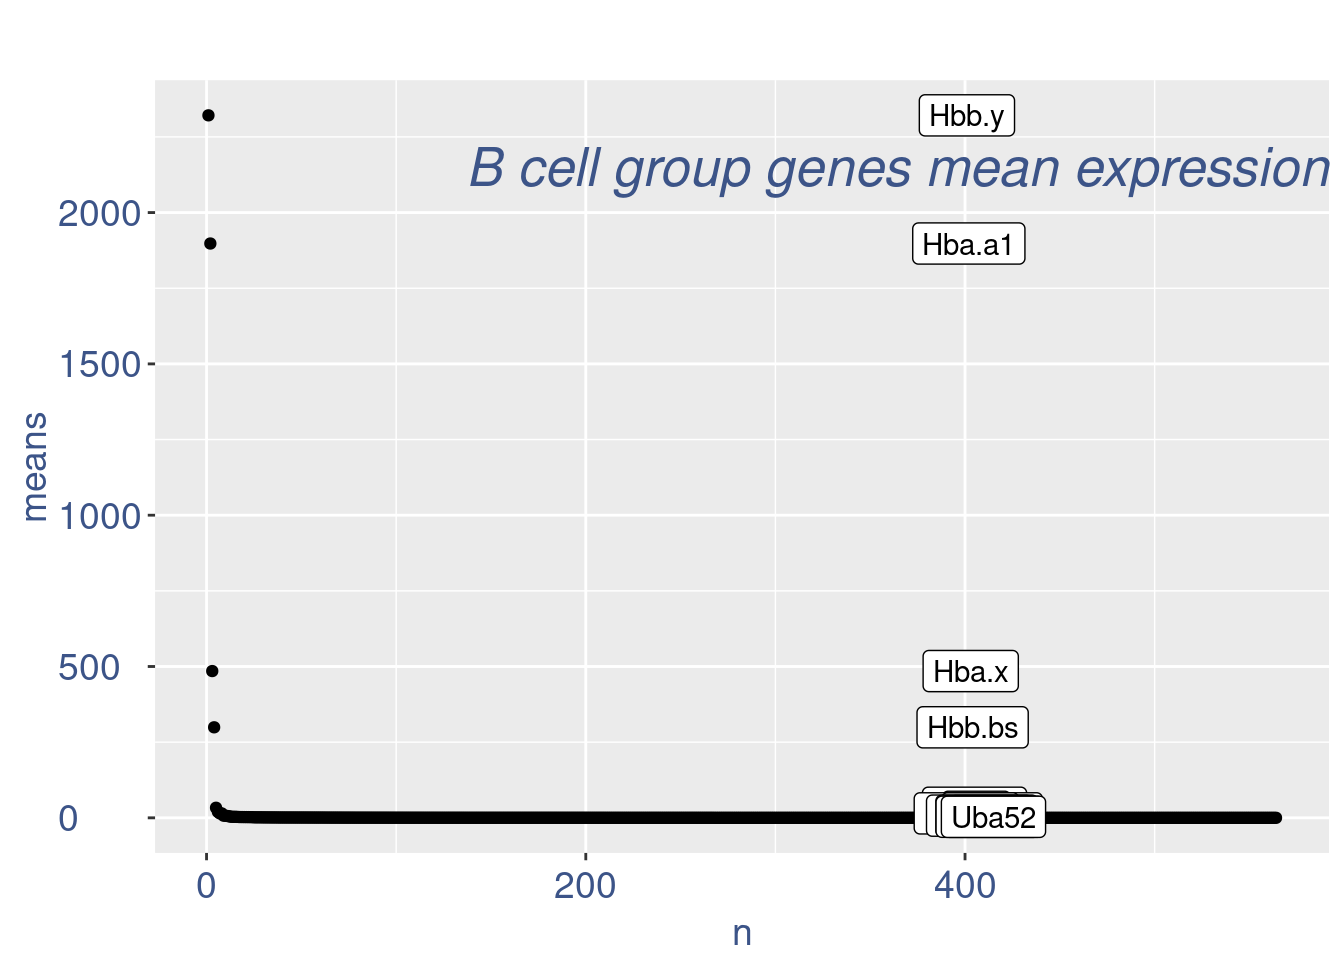 Hbb.y
B cell group genes mean expression
2000
Hba.a1
1500
means
1000
500
Hba.x
Hbb.bs
0
Uba52
0
200
400
n